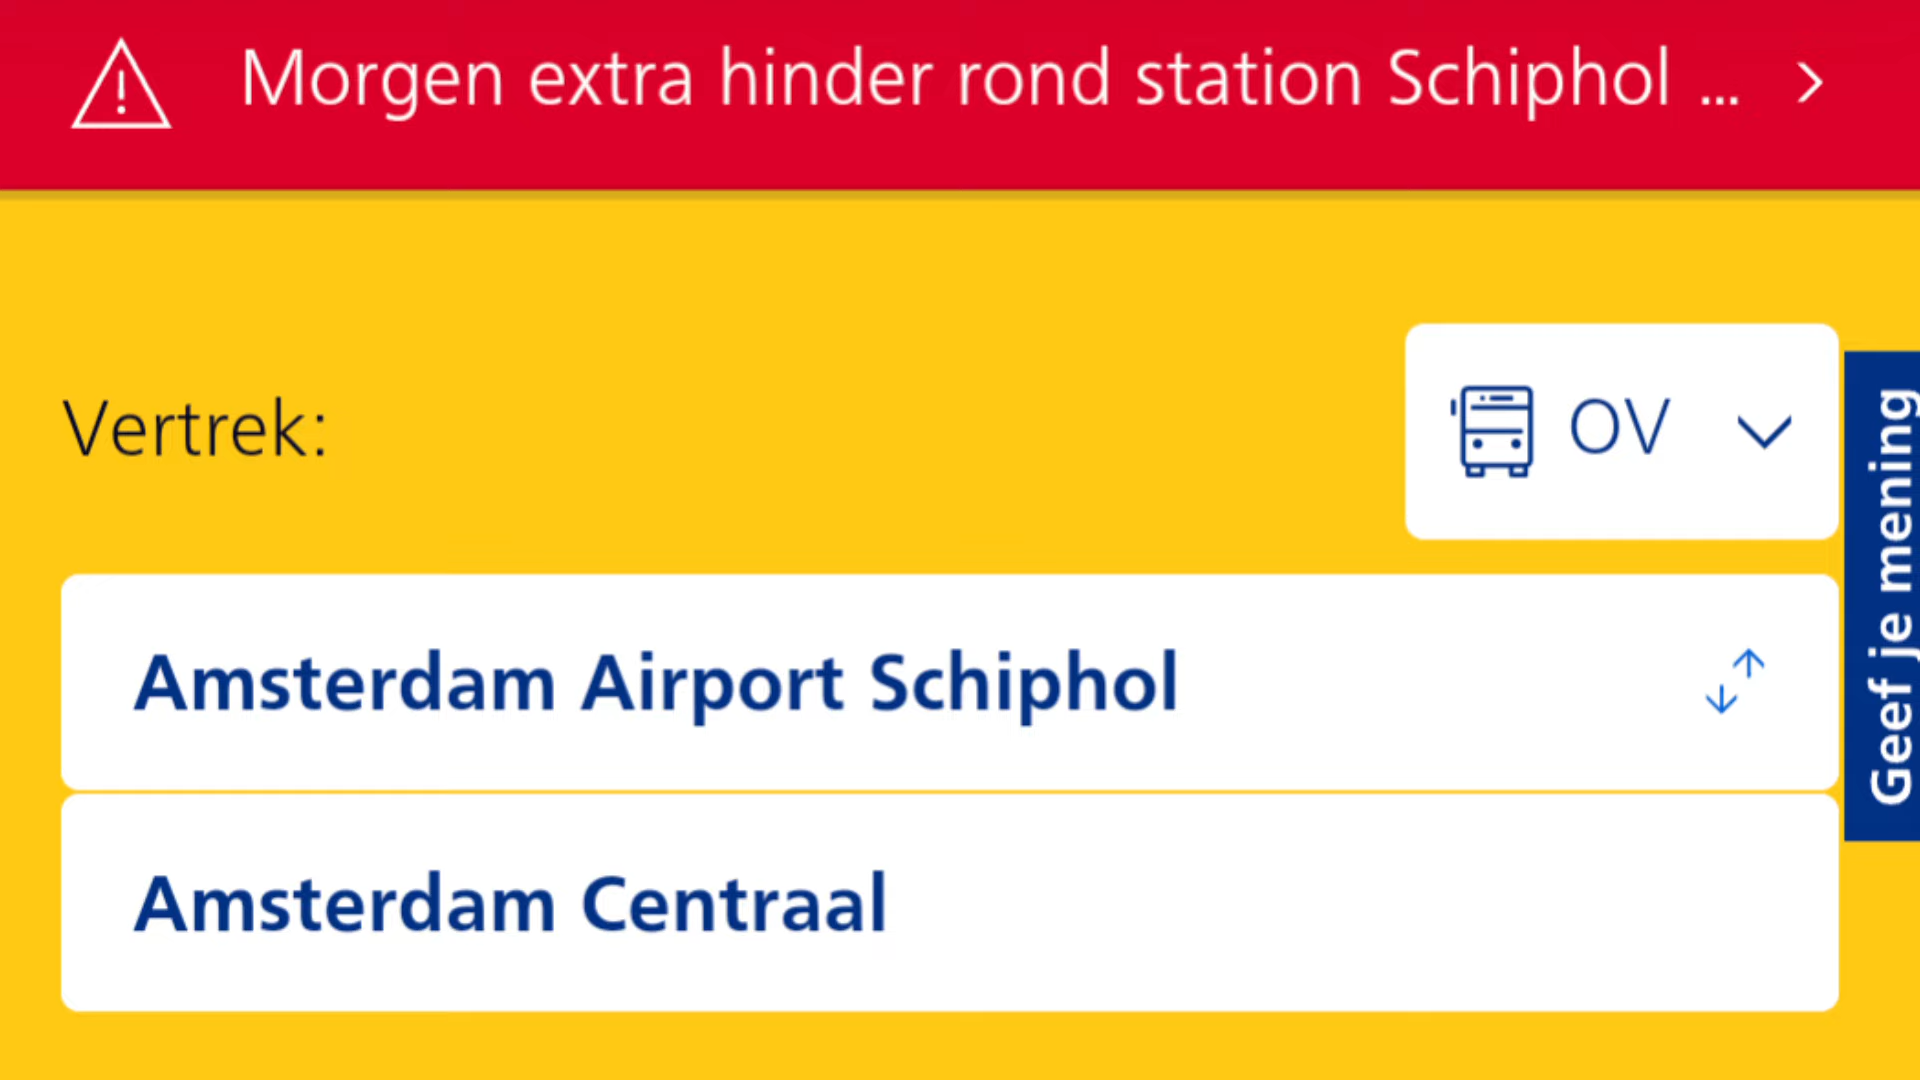 Morgen extra hinder rond station Schiphol ...
Vertrek:
OV
Amsterdam Airport Schiphol
Amsterdam Centraal
Geef je mening